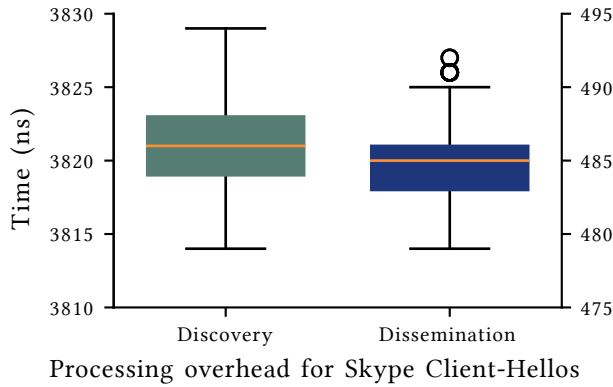 3830
3825
3820
3815
3810
Time (ns)
495
490
485
480
475
Discovery
Dissemination
Processing overhead for Skype Client-Hellos